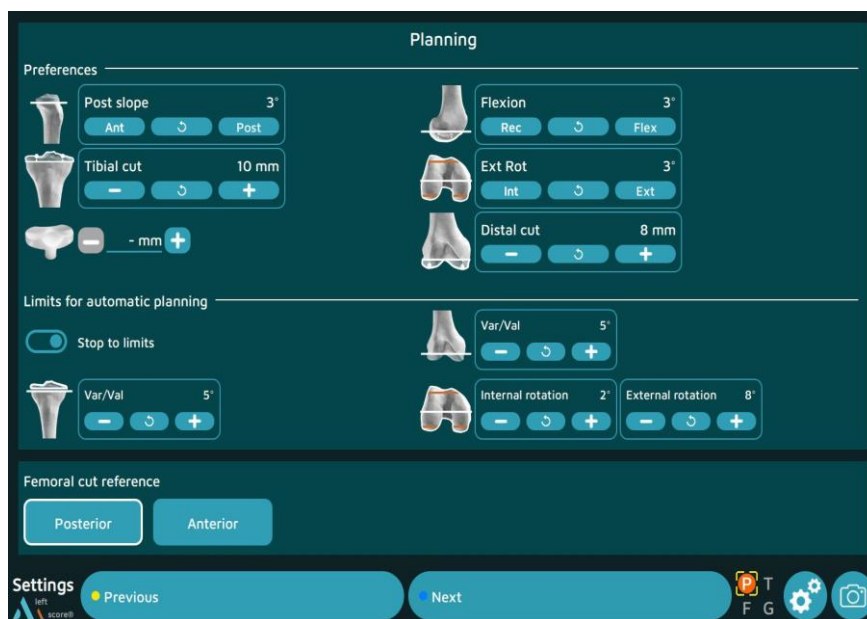 Planning
Preferences
Post slope 3°
Ant Post
Tibial cut 10 mm
- +
- - mm +
Flexion 3°
Rec Flex
Ext Rot 3°
Int Ext
Distal cut 8 mm
- +
Limits for automatic planning
Stop to limits
Var/Val 5°
- +
Var/Val 5°
- +
Internal rotation 2° External rotation 8°
- + - +
Femoral cut reference
Posterior Anterior
Settings
left
score®
Previous Next
P T
F G